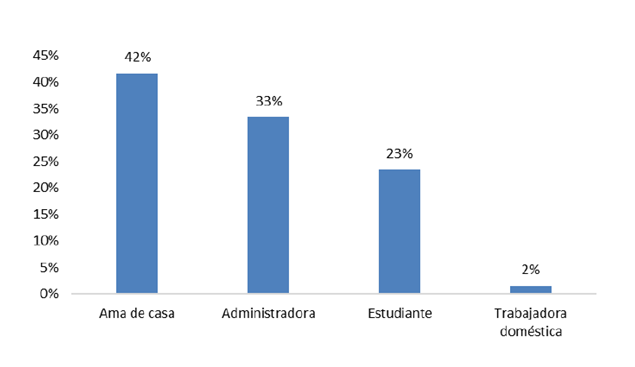 45%
40%
35%
30%
25%
20%
15%
10%
5%
0%
42%
33%
23%
2%
Ama de casa
Administradora
Estudiante
Trabajadora
doméstica